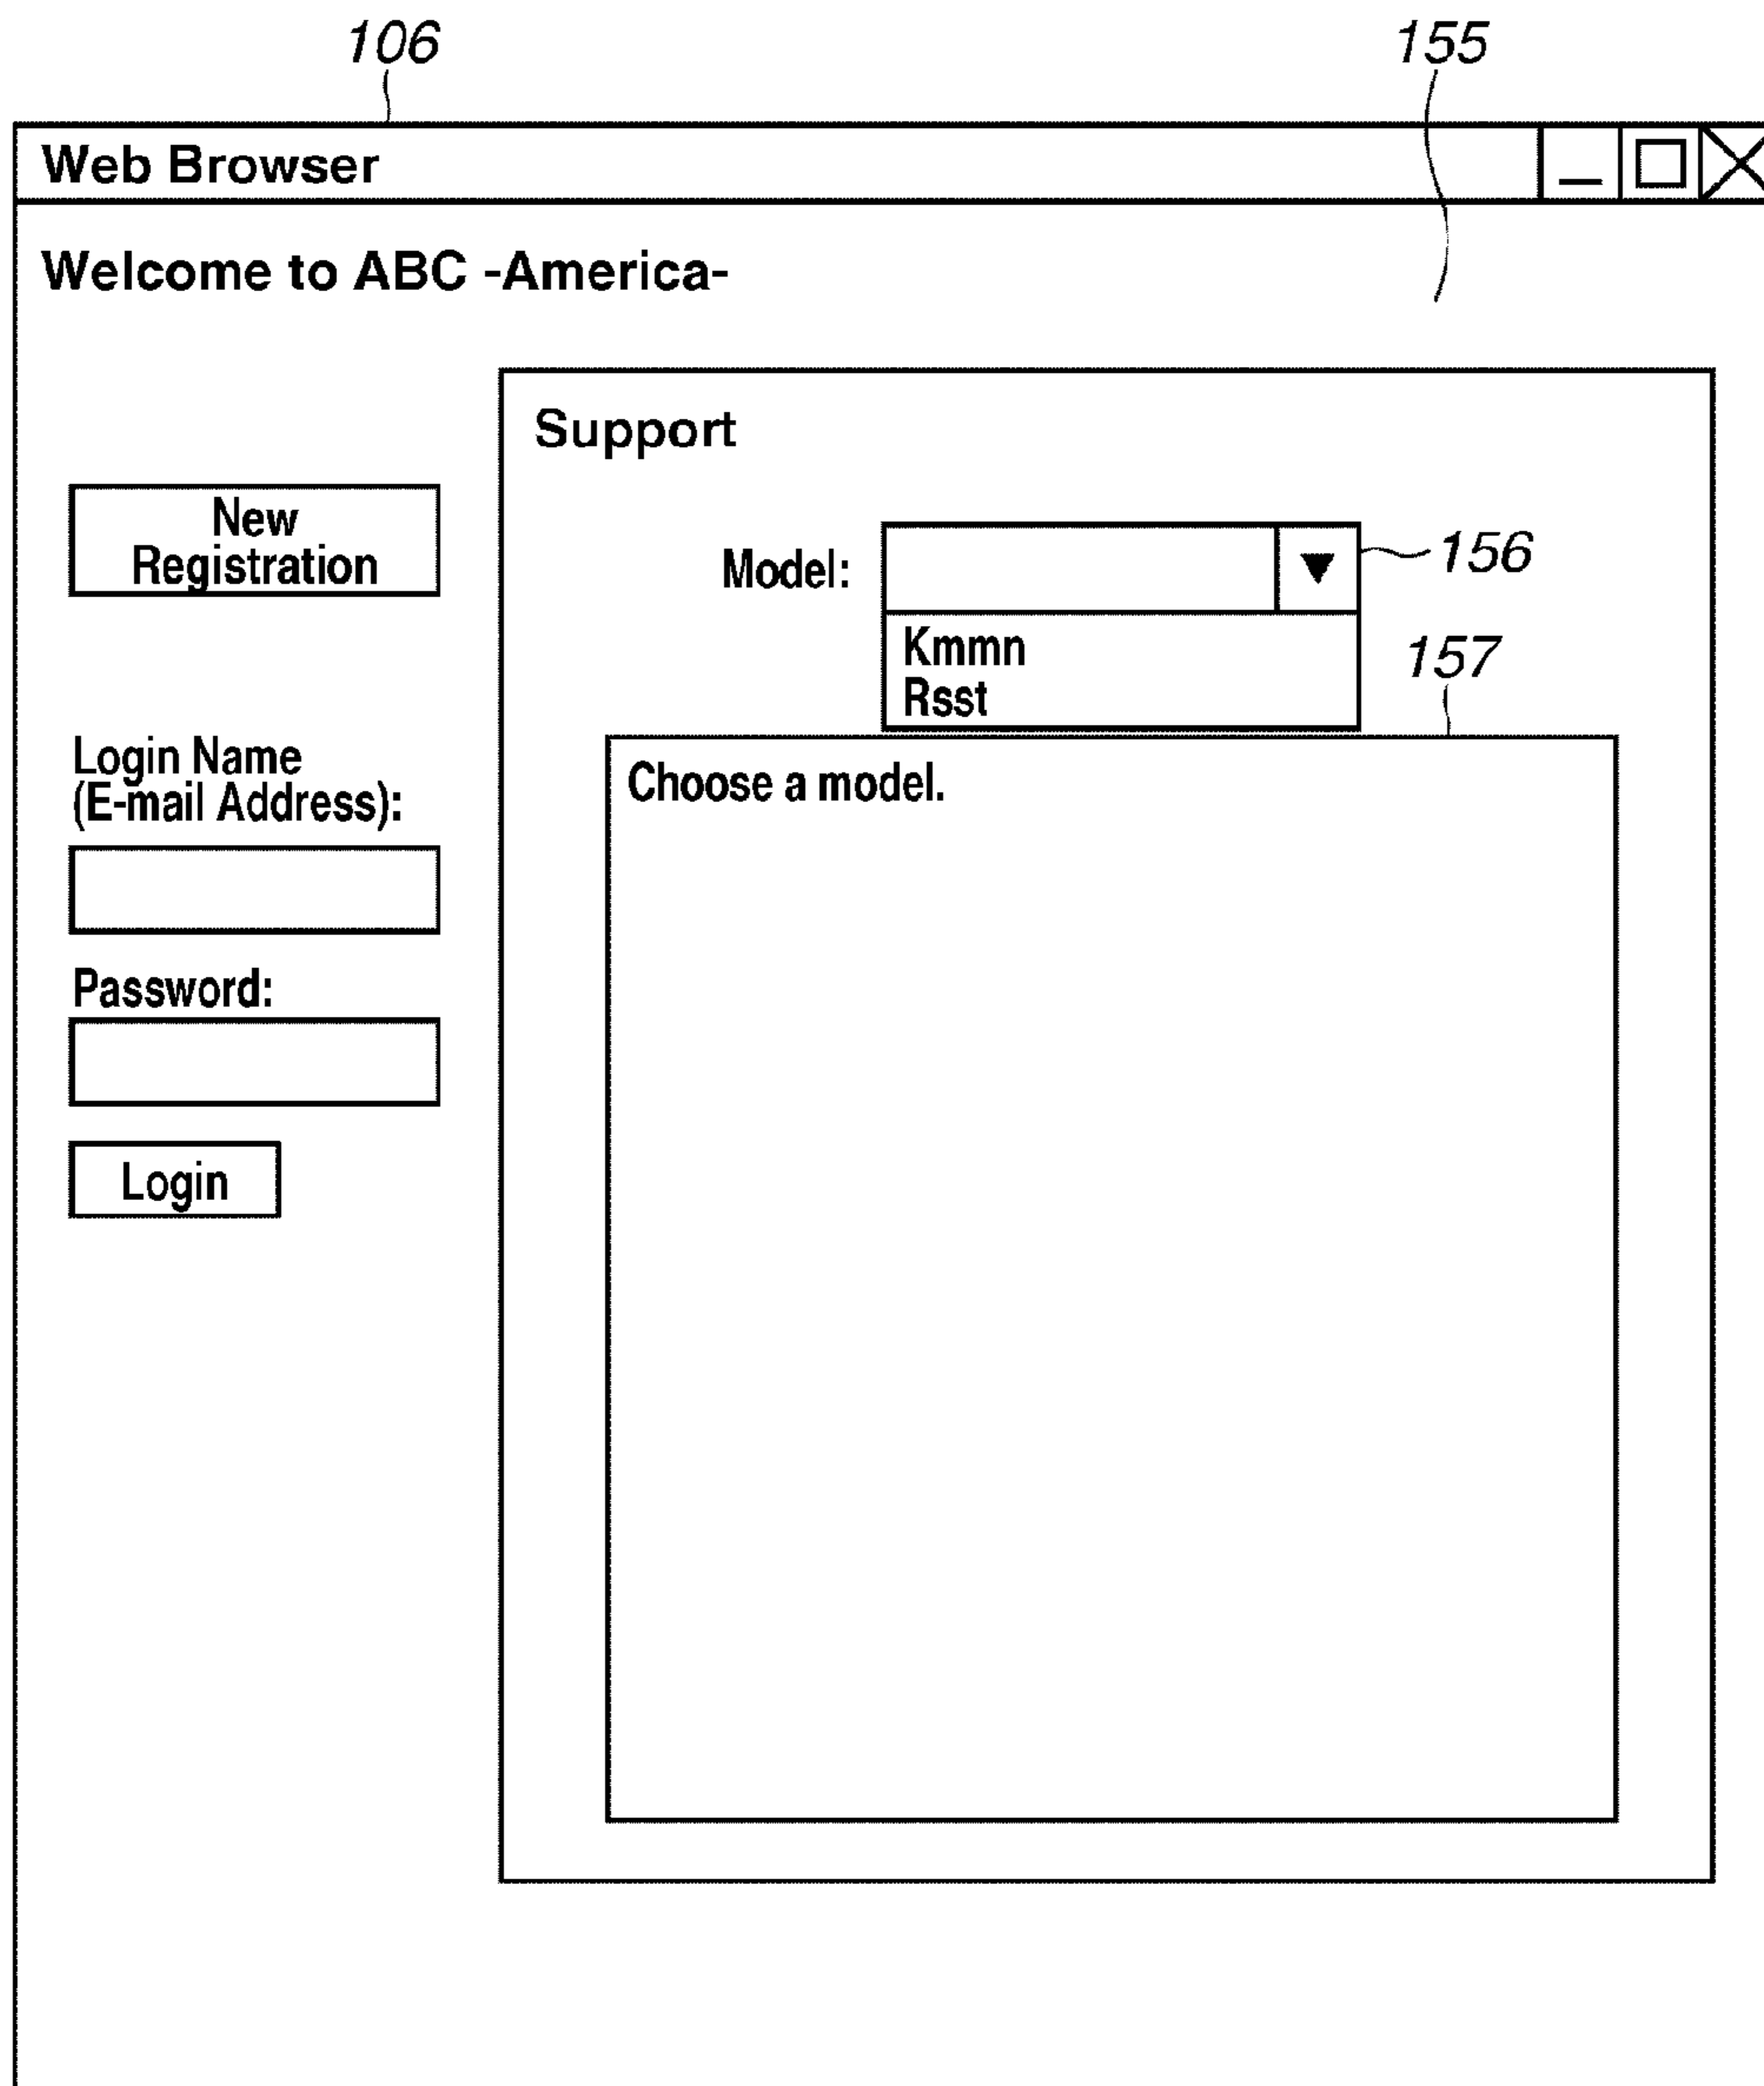 106
155
Web Browser
Welcome to ABC -America-
Support
New
Registration
Model:
156
Kmmn
Rsst
157
Login Name
(E-mail Address):
Choose a model.
Password:
Login